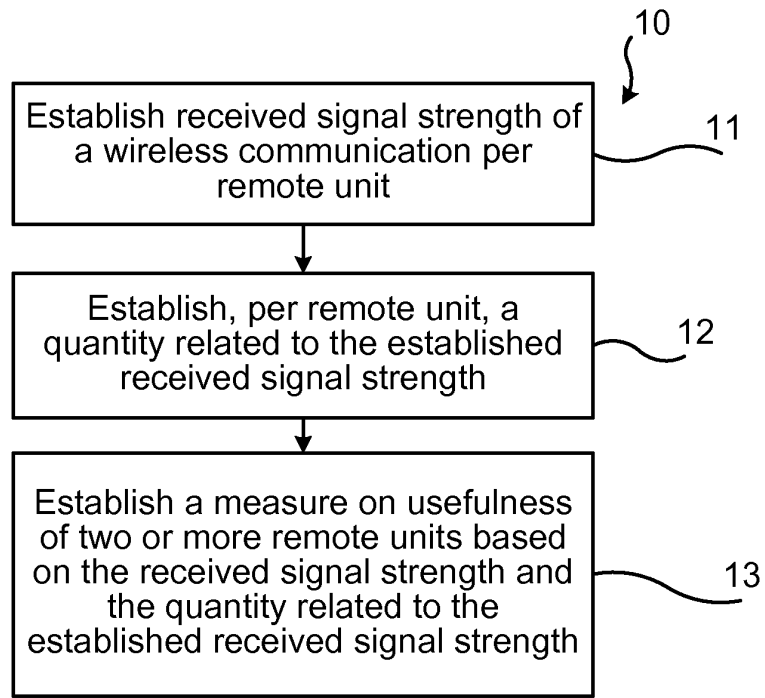 10
Establish received signal strength of
a wireless communication per
remote unit
11
Establish, per remote unit, a
quantity related to the established
received signal strength
12
Establish a measure on usefulness
of two or more remote units based
on the received signal strength and
the quantity related to the
established received signal strength
13